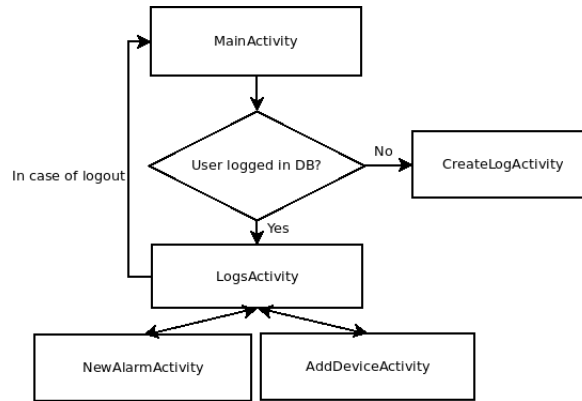 MainActivity
User logged in DB?
No
CreateLogActivity
In case of logout
Yes
LogsActivity
NewAlarmActivity
AddDeviceActivity